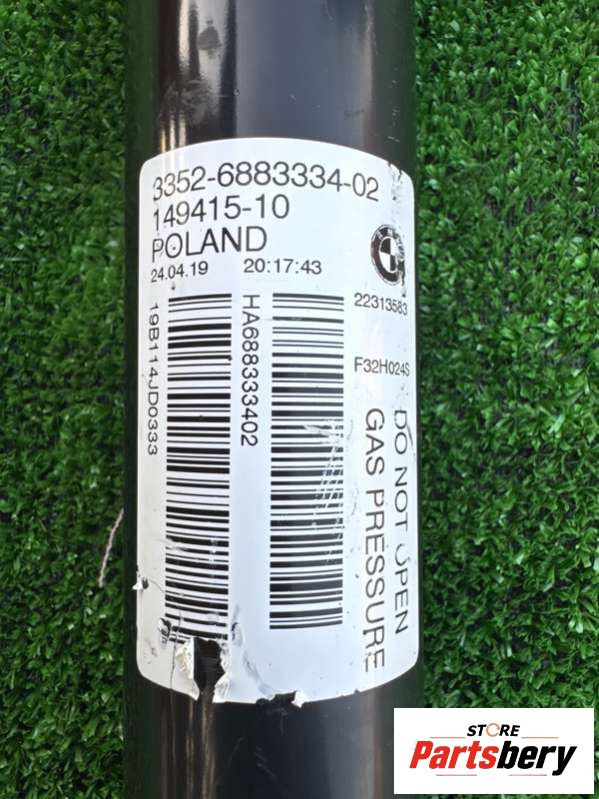 3352-6883334-02
149415-10
POLAND
24.04.19 20:17:43
22313583
F32H024S
19B114JD0333
HA688333402
DO NOT OPEN
GAS PRESSURE
STORE
Partsbery